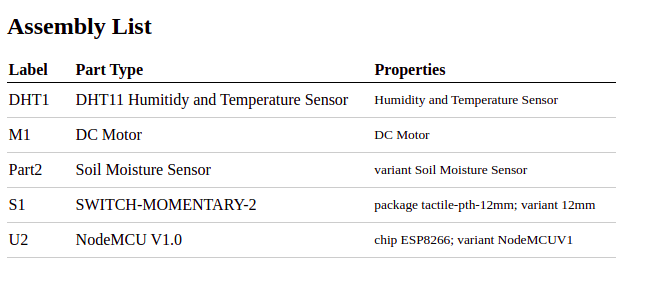 Assembly List
Label Part Type Properties
DHT1 DHT11 Humitidy and Temperature Sensor Humidity and Temperature Sensor
M1 DC Motor DC Motor
Part2 Soil Moisture Sensor variant Soil Moisture Sensor
S1 SWITCH-MOMENTARY-2 package tactile-pth-12mm; variant 12mm
U2 NodeMCU V1.0 chip ESP8266; variant NodeMCUV1